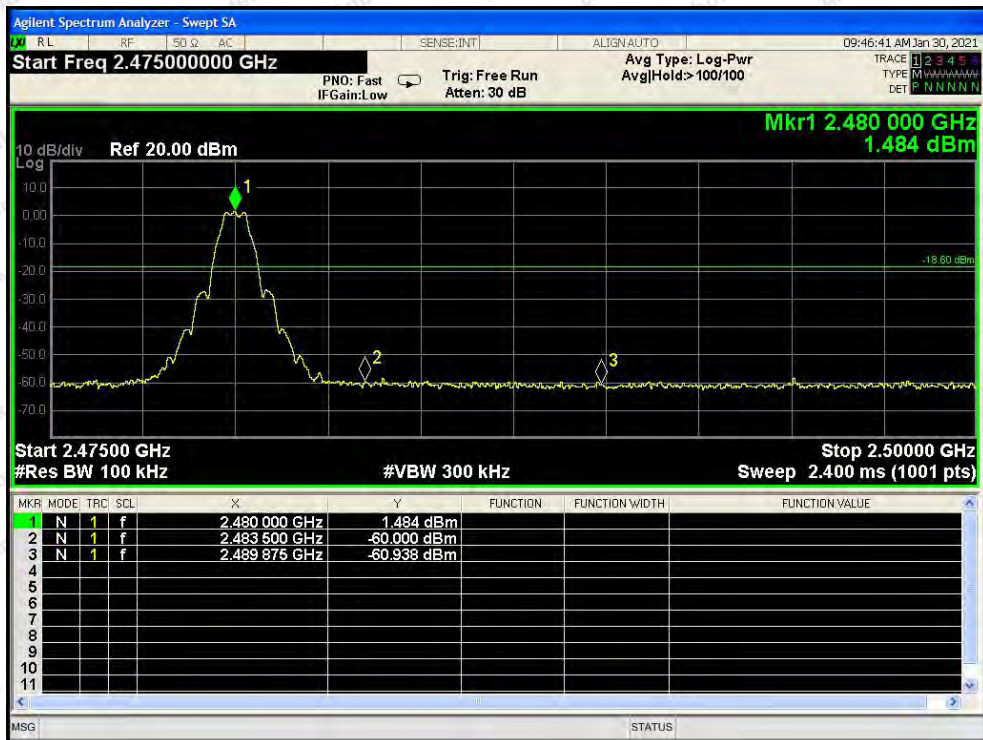 Agilent Spectrum Analyzer - Swept SA
LXI RL RF 50 Ω AC SENSE:INT ALIGNAUTO 09:46:41 AM Jan 30, 2021
Start Freq 2.475000000 GHz
PNO: Fast
IFGain:Low
Trig: Free Run
Atten: 30 dB
Avg Type: Log-Pwr
Avg|Hold:>100/100
TRACE 1 2 3 4 5 6
TYPE MWWWWW
DET P N N N N N
Mkr1 2.480 000 GHz
1.484 dBm
10 dB/div Ref 20.00 dBm
Log
10.0
0.00
-10.0
-20.0
-30.0
-40.0
-50.0
-60.0
-70.0
1
-18.60 dBm
2
3
Start 2.47500 GHz Stop 2.50000 GHz
#Res BW 100 kHz #VBW 300 kHz Sweep 2.400 ms (1001 pts)
MKR MODE TRC SCL X Y FUNCTION FUNCTION WIDTH FUNCTION VALUE
1 N 1 f 2.480 000 GHz 1.484 dBm
2 N 1 f 2.483 500 GHz -60.000 dBm
3 N 1 f 2.489 875 GHz -60.938 dBm
4
5
6
7
8
9
10
11
MSG STATUS